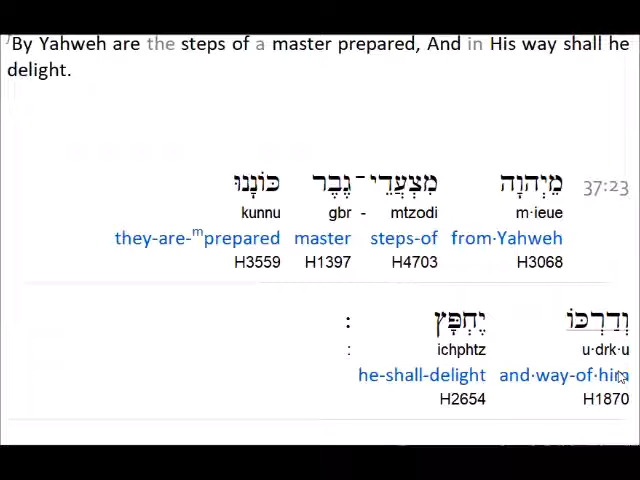 By Yahweh are the steps of a master prepared, And in His way shall he
delight.
37:23 מֵיְהוָה מִצְעֲדֵי־גֶבֶר כּוֹנָנוּ
kunnu gbr - mtzodi m·ieue
they-are-ᵐprepared master steps-of from·Yahweh
H3559 H1397 H4703 H3068
וְדַרְכּוֹ יֶחְפָּץ :
: ichphtz u·drk·u
he-shall-delight and·way-of·him
H2654 H1870